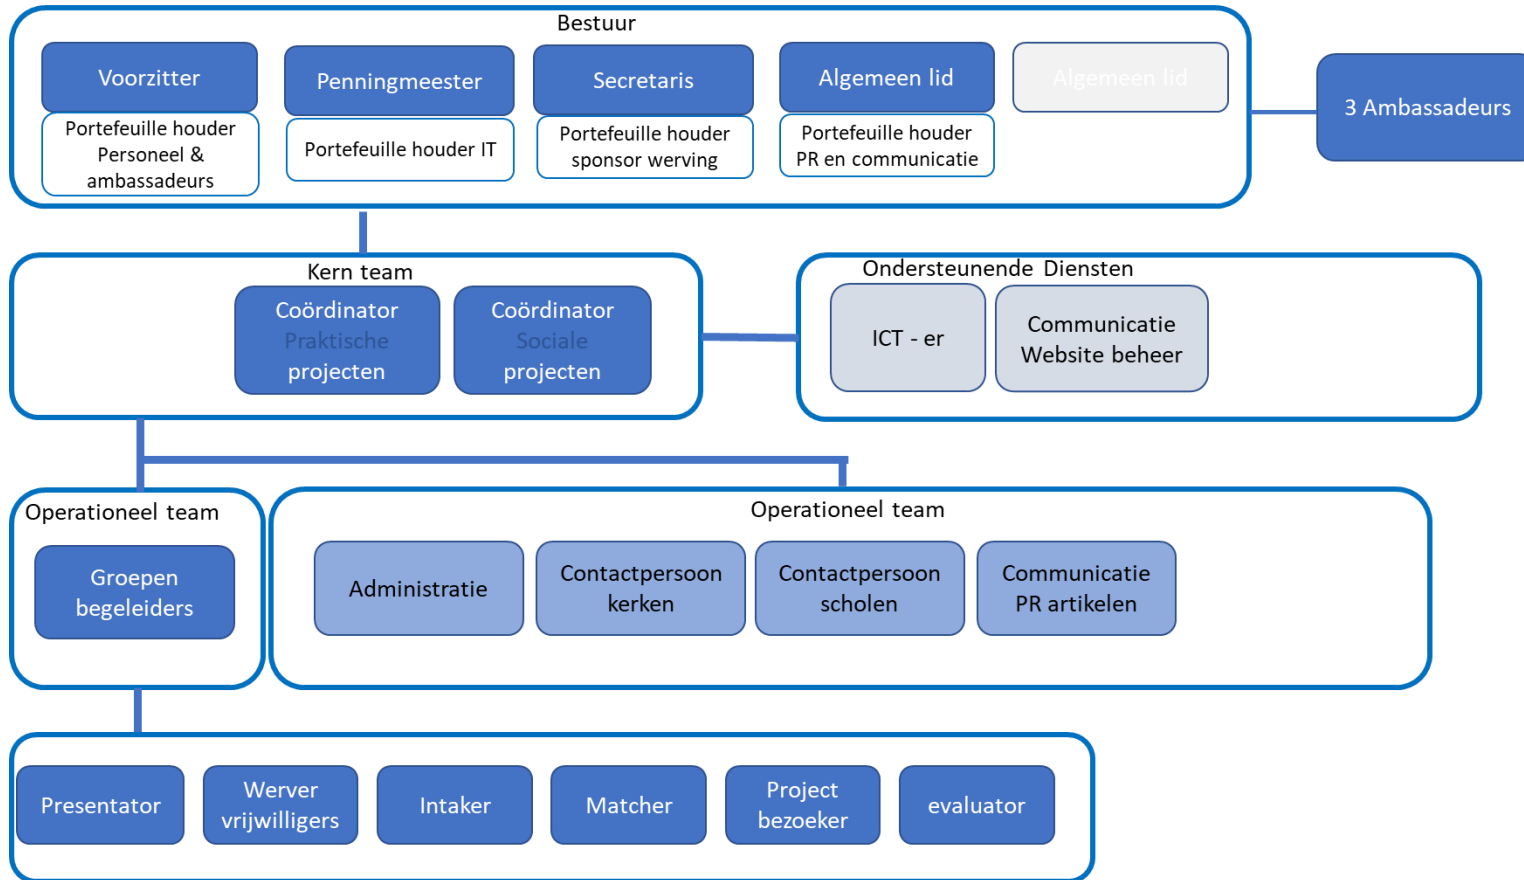 Bestuur
Voorzitter
Penningmeester
Secretaris
Algemeen lid
Algemeen lid
3 Ambassadeurs
Portefeuille houder
Personeel &
ambassadeurs
Portefeuille houder IT
Portefeuille houder
sponsor werving
Portefeuille houder
PR en communicatie
Kern team
Coördinator
Praktische
projecten
Coördinator
Sociale
projecten
Ondersteunende Diensten
ICT - er
Communicatie
Website beheer
Operationeel team
Groepen
begeleiders
Operationeel team
Administratie
Contactpersoon
kerken
Contactpersoon
scholen
Communicatie
PR artikelen
Presentator
Werver
vrijwilligers
Intaker
Matcher
Project
bezoeker
evaluator